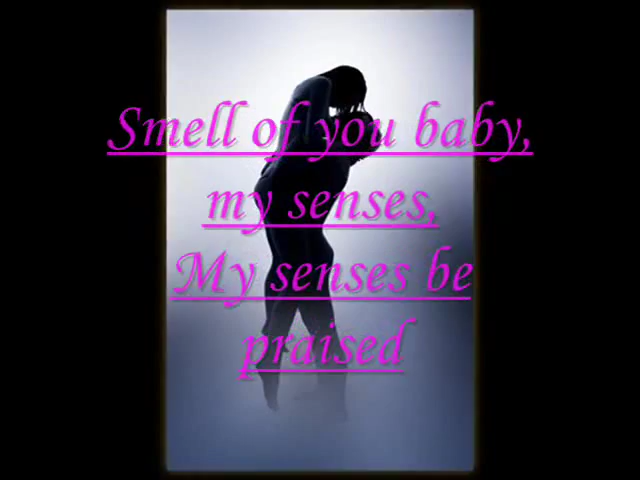 Smell of you baby,
my senses,
My senses be
praised